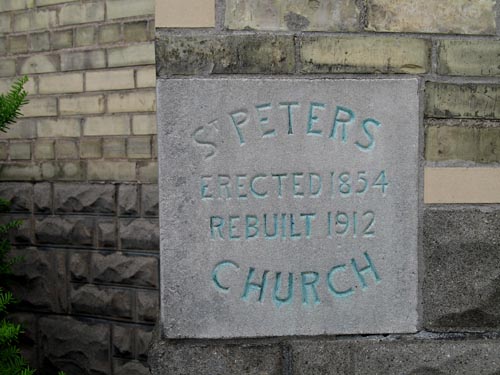 ST PETERS
ERECTED 1854
REBUILT 1912
CHURCH